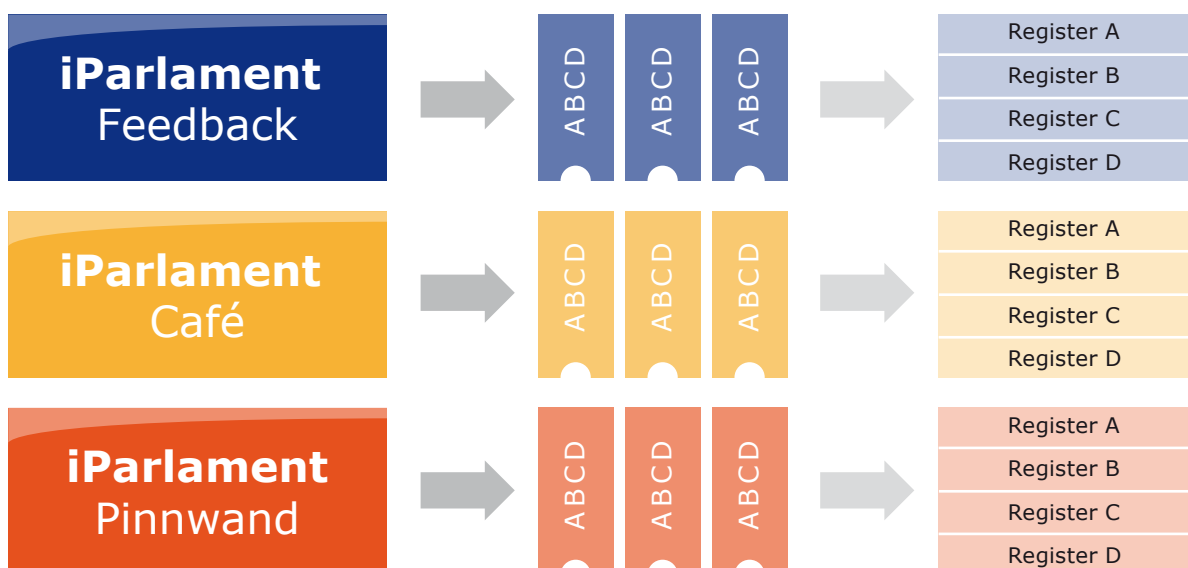 iParlament
Feedback
ABCD
ABCD
ABCD
Register A
Register B
Register C
Register D
iParlament
Café
ABCD
ABCD
ABCD
Register A
Register B
Register C
Register D
iParlament
Pinnwand
ABCD
ABCD
ABCD
Register A
Register B
Register C
Register D